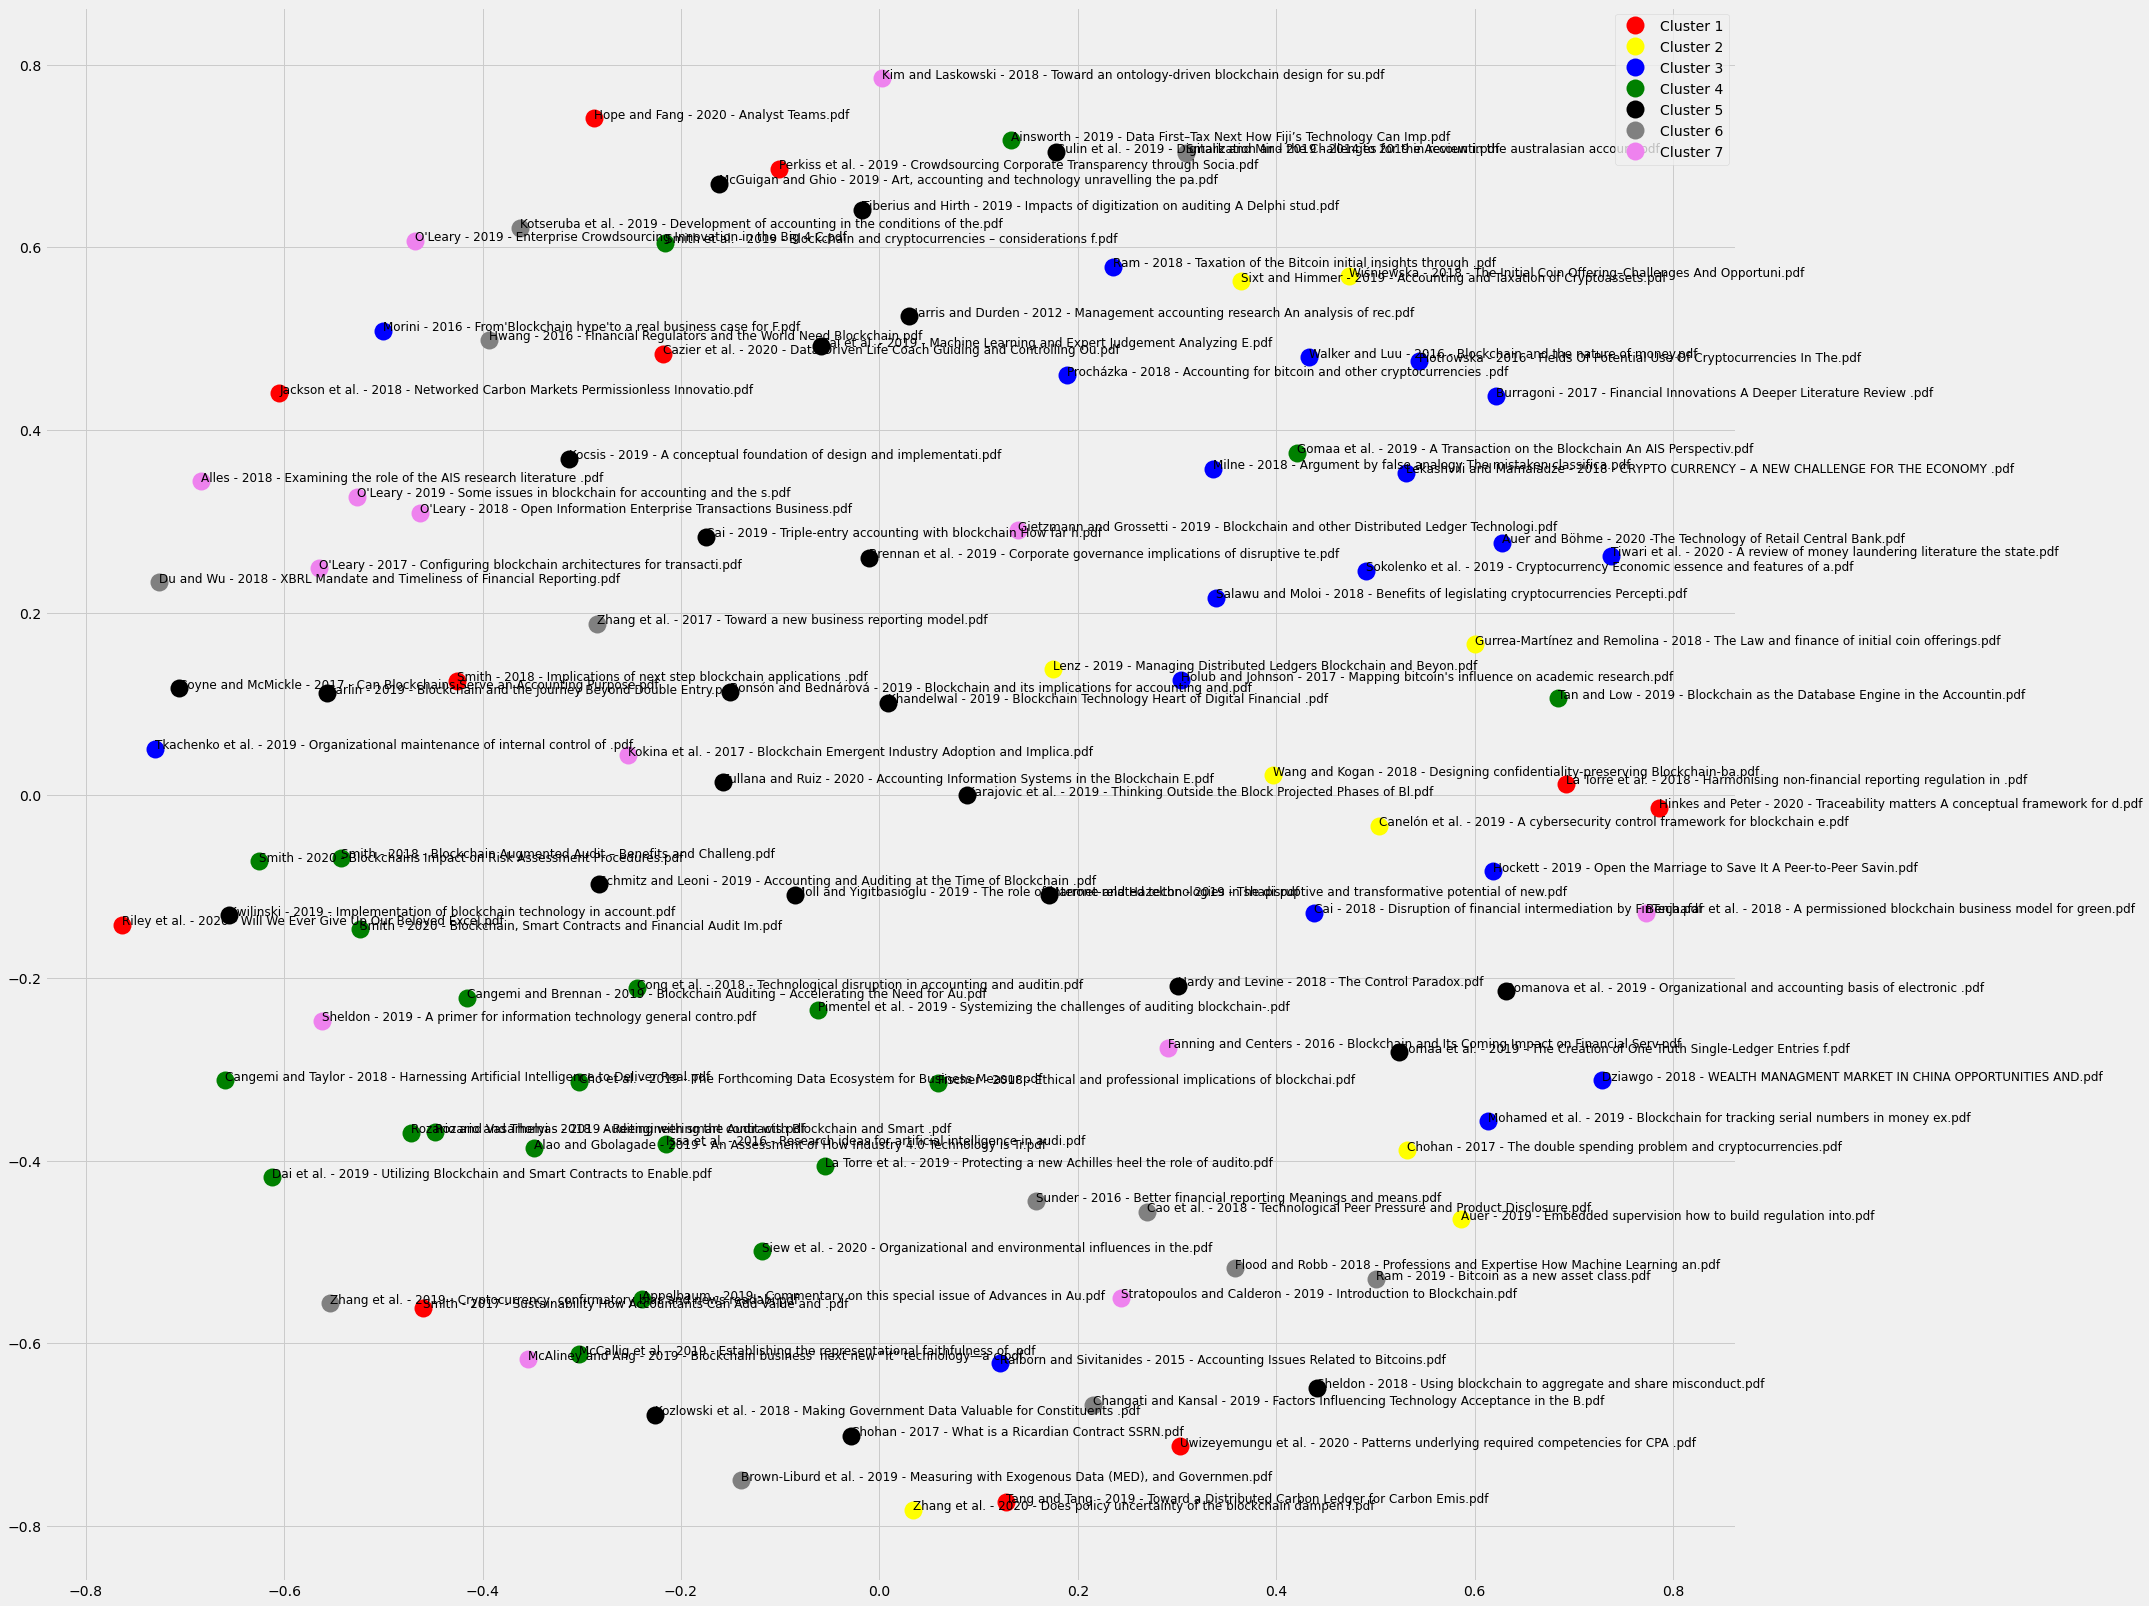 0.8
0.6
0.4
0.2
0.0
−0.2
−0.4
−0.6
−0.8
−0.8
−0.6
−0.4
−0.2
0.0
0.2
0.4
0.6
0.8
Cluster 1
Cluster 2
Cluster 3
Cluster 4
Cluster 5
Cluster 6
Cluster 7
Kim and Laskowski - 2018 - Toward an ontology-driven blockchain design for su.pdf
Hope and Fang - 2020 - Analyst Teams.pdf
Ainsworth - 2019 - Data First–Tax Next How Fiji’s Technology Can Imp.pdf
Perkiss et al. - 2019 - Crowdsourcing Corporate Transparency through Socia.pdf
McGuigan and Ghio - 2019 - Art, accounting and technology unravelling the pa.pdf
Tiberius and Hirth - 2019 - Impacts of digitization on auditing A Delphi stud.pdf
Kotseruba et al. - 2019 - Development of accounting in the conditions of the.pdf
O'Leary - 2019 - Enterprise Crowdsourcing Innovation in the Big 4 C.pdf
Smith et al. - 2019 - Blockchain and cryptocurrencies – considerations f.pdf
Ram - 2018 - Taxation of the Bitcoin initial insights through .pdf
Wiśniewska - 2018 - The Initial Coin Offering–Challenges And Opportuni.pdf
Sixt and Himmer - 2019 - Accounting and Taxation of Cryptoassets.pdf
Harris and Durden - 2012 - Management accounting research An analysis of rec.pdf
Morini - 2016 - From'Blockchain hype'to a real business case for F.pdf
Hwang - 2016 - Financial Regulators and the World Need Blockchain.pdf
et al. - 2019 - Machine Learning and Expert Judgement Analyzing E.pdf
Cazier et al. - 2020 - Data Driven Life Coach Guiding and Controlling Ou.pdf
Walker and Luu - 2016 - Blockchain and the nature of money.pdf
Piotrowska - 2016 - Fields Of Potential Use Of Cryptocurrencies In The.pdf
Procházka - 2018 - Accounting for bitcoin and other cryptocurrencies .pdf
Jackson et al. - 2018 - Networked Carbon Markets Permissionless Innovatio.pdf
Burragoni - 2017 - Financial Innovations A Deeper Literature Review .pdf
Gomaa et al. - 2019 - A Transaction on the Blockchain An AIS Perspectiv.pdf
Kocsis - 2019 - A conceptual foundation of design and implementati.pdf
Milne - 2018 - Argument by false analogy The mistaken classifica.pdf
Lekashvili and Mamaladze - 2018 - CRYPTO CURRENCY – A NEW CHALLENGE FOR THE ECONOMY .pdf
Alles - 2018 - Examining the role of the AIS research literature .pdf
O'Leary - 2019 - Some issues in blockchain for accounting and the s.pdf
O'Leary - 2018 - Open Information Enterprise Transactions Business.pdf
Gietzmann and Grossetti - 2019 - Blockchain and other Distributed Ledger Technologi.pdf
Cai - 2019 - Triple-entry accounting with blockchain How far h.pdf
Auer and Böhme - 2020 -The Technology of Retail Central Bank.pdf
Tiwari et al. - 2020 - A review of money laundering literature the state.pdf
Brennan et al. - 2019 - Corporate governance implications of disruptive te.pdf
O'Leary - 2017 - Configuring blockchain architectures for transacti.pdf
Sokolenko et al. - 2019 - Cryptocurrency Economic essence and features of a.pdf
Du and Wu - 2018 - XBRL Mandate and Timeliness of Financial Reporting.pdf
Salawu and Moloi - 2018 - Benefits of legislating cryptocurrencies Percepti.pdf
Zhang et al. - 2017 - Toward a new business reporting model.pdf
Gurrea-Martínez and Remolina - 2018 - The Law and finance of initial coin offerings.pdf
Lenz - 2019 - Managing Distributed Ledgers Blockchain and Beyon.pdf
Holub and Johnson - 2017 - Mapping bitcoin's influence on academic research.pdf
Smith - 2018 - Implications of next step blockchain applications .pdf
Coyne and McMickle - 2017 - Can Blockchains Serve an Accounting Purpose.pdf
Carlin - 2019 - Blockchain and the Journey Beyond Double Entry.pdf
Bonsón and Bednárová - 2019 - Blockchain and its implications for accounting and.pdf
Khandelwal - 2019 - Blockchain Technology Heart of Digital Financial .pdf
Tan and Low - 2019 - Blockchain as the Database Engine in the Accountin.pdf
Tkachenko et al. - 2019 - Organizational maintenance of internal control of .pdf
Kokina et al. - 2017 - Blockchain Emergent Industry Adoption and Implica.pdf
Fullana and Ruiz - 2020 - Accounting Information Systems in the Blockchain E.pdf
Wang and Kogan - 2018 - Designing confidentiality-preserving Blockchain-ba.pdf
La Torre et al. - 2018 - Harmonising non-financial reporting regulation in .pdf
Karajovic et al. - 2019 - Thinking Outside the Block Projected Phases of Bl.pdf
Hinkes and Peter - 2020 - Traceability matters A conceptual framework for d.pdf
Canelón et al. - 2019 - A cybersecurity control framework for blockchain e.pdf
Smith - 2018 - Blockchain Augmented Audit – Benefits and Challeng.pdf
Smith - 2020 - Blockchains Impact on Risk Assessment Procedures.pdf
Hockett - 2019 - Open the Marriage to Save It A Peer-to-Peer Savin.pdf
Schmitz and Leoni - 2019 - Accounting and Auditing at the Time of Blockchain .pdf
Moll and Yigitbasioglu - 2019 - The role of internet-related technologies in shapi.pdf
Marrone and Hazelton - 2019 - The disruptive and transformative potential of new.pdf
Kwilinski - 2019 - Implementation of blockchain technology in account.pdf
Cai - 2018 - Disruption of financial intermediation by FinTech.pdf
Benjaafar et al. - 2018 - A permissioned blockchain business model for green.pdf
Riley et al. - 2020 - Will We Ever Give Up Our Beloved Excel.pdf
Smith - 2020 - Blockchain, Smart Contracts and Financial Audit Im.pdf
Hardy and Levine - 2018 - The Control Paradox.pdf
Cong et al. - 2018 - Technological disruption in accounting and auditin.pdf
Romanova et al. - 2019 - Organizational and accounting basis of electronic .pdf
Cangemi and Brennan - 2019 - Blockchain Auditing – Accelerating the Need for Au.pdf
Pimentel et al. - 2019 - Systemizing the challenges of auditing blockchain-.pdf
Sheldon - 2019 - A primer for information technology general contro.pdf
Fanning and Centers - 2016 - Blockchain and Its Coming Impact on Financial Serv.pdf
Gomaa et al. - 2019 - The Creation of One Truth Single-Ledger Entries f.pdf
Cangemi and Taylor - 2018 - Harnessing Artificial Intelligence to Deliver Real.pdf
Cho et al. - 2019 - The Forthcoming Data Ecosystem for Business Measu.pdf
Fischer - 2018 - Ethical and professional implications of blockchai.pdf
Dziawgo - 2018 - WEALTH MANAGMENT MARKET IN CHINA OPPORTUNITIES AND.pdf
Mohamed et al. - 2019 - Blockchain for tracking serial numbers in money ex.pdf
Rozario and Vasarhelyi - 2018 - Auditing with smart contracts.pdf
Rozario and Thomas - 2019 - Reengineering the Audit with Blockchain and Smart .pdf
Issa et al. - 2016 - Research ideas for artificial intelligence in audi.pdf
Alao and Gbolagade - 2019 - An Assessment of How Industry 4.0 Technology is Tr.pdf
Chohan - 2017 - The double spending problem and cryptocurrencies.pdf
La Torre et al. - 2019 - Protecting a new Achilles heel the role of audito.pdf
Dai et al. - 2019 - Utilizing Blockchain and Smart Contracts to Enable.pdf
Sunder - 2016 - Better financial reporting Meanings and means.pdf
Cao et al. - 2018 - Technological Peer Pressure and Product Disclosure.pdf
Auer - 2019 - Embedded supervision how to build regulation into.pdf
Siew et al. - 2020 - Organizational and environmental influences in the.pdf
Flood and Robb - 2018 - Professions and Expertise How Machine Learning an.pdf
Ram - 2019 - Bitcoin as a new asset class.pdf
Stratopoulos and Calderon - 2019 - Introduction to Blockchain.pdf
Appelbaum - 2019 - Commentary on this special issue of Advances in Au.pdf
Zhang et al. - 2019 - Cryptocurrency, confirmatory bias and news readabi.pdf
Smith - 2017 - Sustainability How Accountants Can Add Value and .pdf
McCallig et al. - 2019 - Establishing the representational faithfulness of .pdf
McAliney and Ang - 2019 - Blockchain business' next new “It” technology—a
Raiborn and Sivitanides - 2015 - Accounting Issues Related to Bitcoins.pdf
Sheldon - 2018 - Using blockchain to aggregate and share misconduct.pdf
Changati and Kansal - 2019 - Factors Influencing Technology Acceptance in the B.pdf
Kozlowski et al. - 2018 - Making Government Data Valuable for Constituents .pdf
Chohan - 2017 - What is a Ricardian Contract SSRN.pdf
Uwizeyemungu et al. - 2020 - Patterns underlying required competencies for CPA .pdf
Brown-Liburd et al. - 2019 - Measuring with Exogenous Data (MED), and Governmen.pdf
Tang and Tang - 2019 - Toward a Distributed Carbon Ledger for Carbon Emis.pdf
Zhang et al. - 2020 - Does policy uncertainty of the blockchain dampen i.pdf